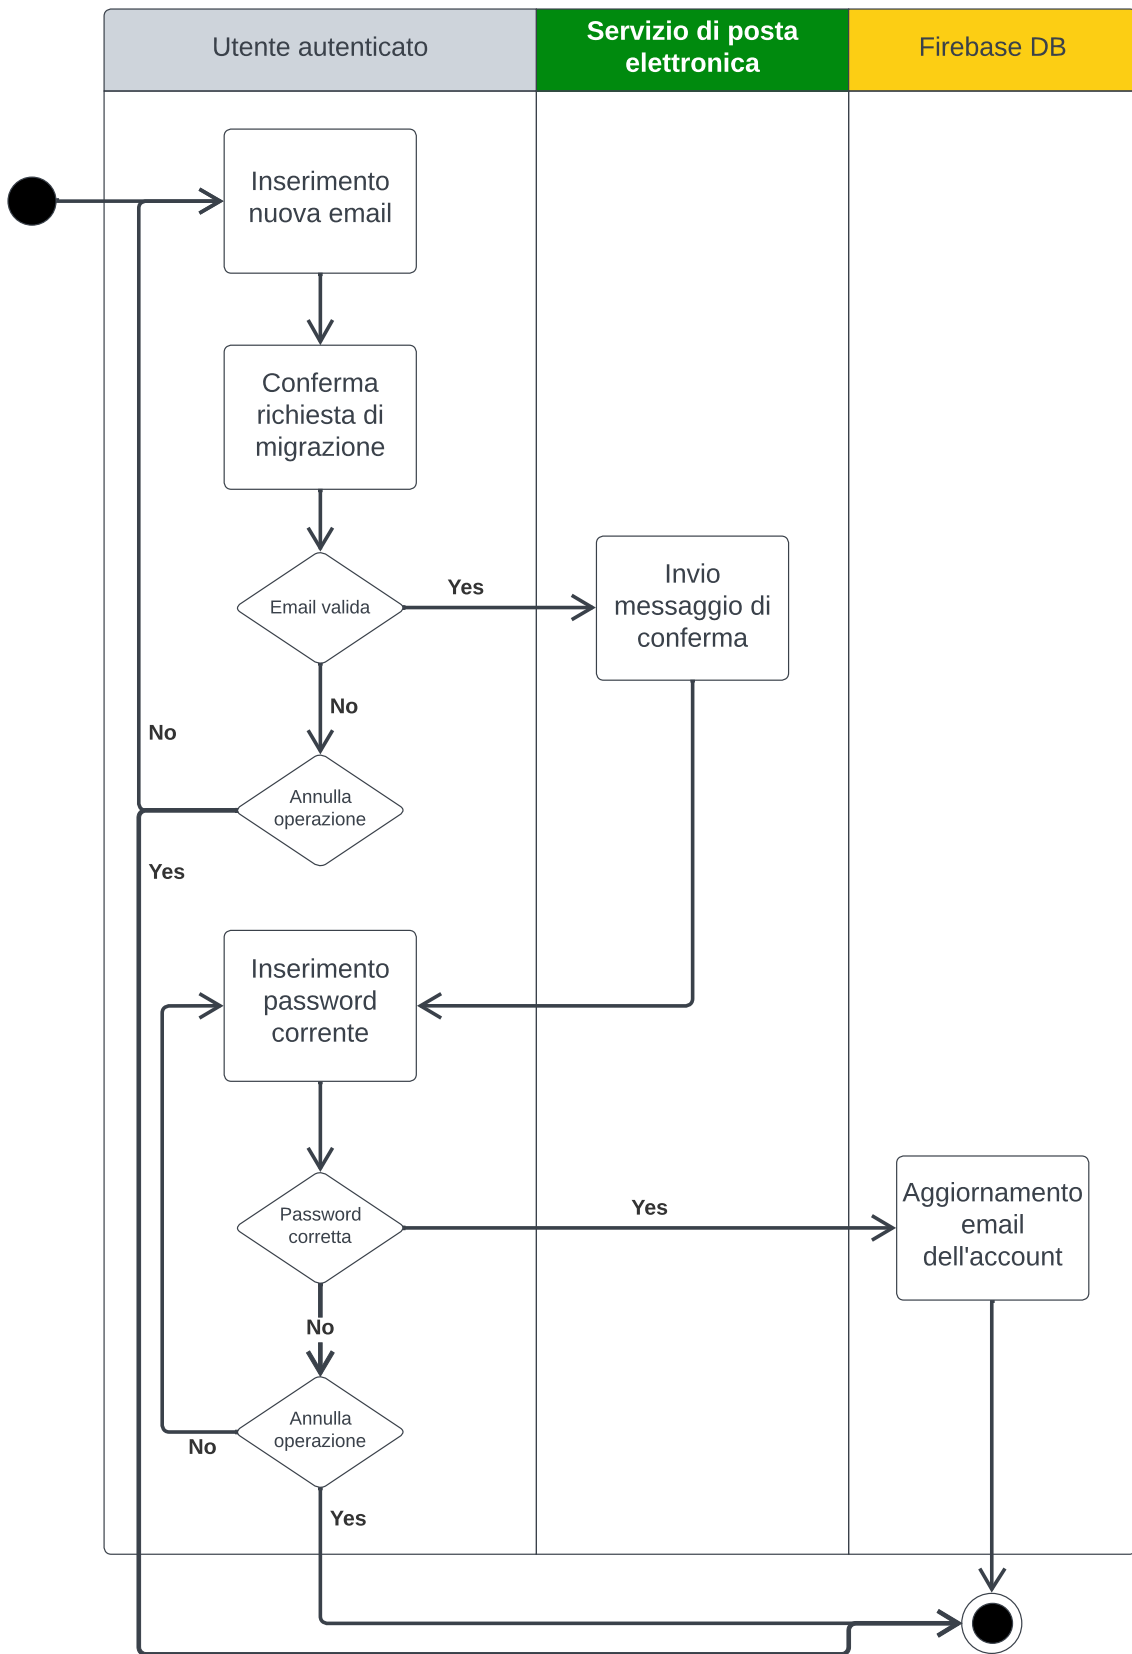 Utente autenticato
Servizio di posta
elettronica
Firebase DB
Inserimento
nuova email
Conferma
richiesta di
migrazione
Email valida
Yes
Invio
messaggio di
conferma
No
No
Annulla
operazione
Yes
Inserimento
password
corrente
Password
corretta
Yes
Aggiornamento
email
dell'account
No
Annulla
operazione
No
Yes